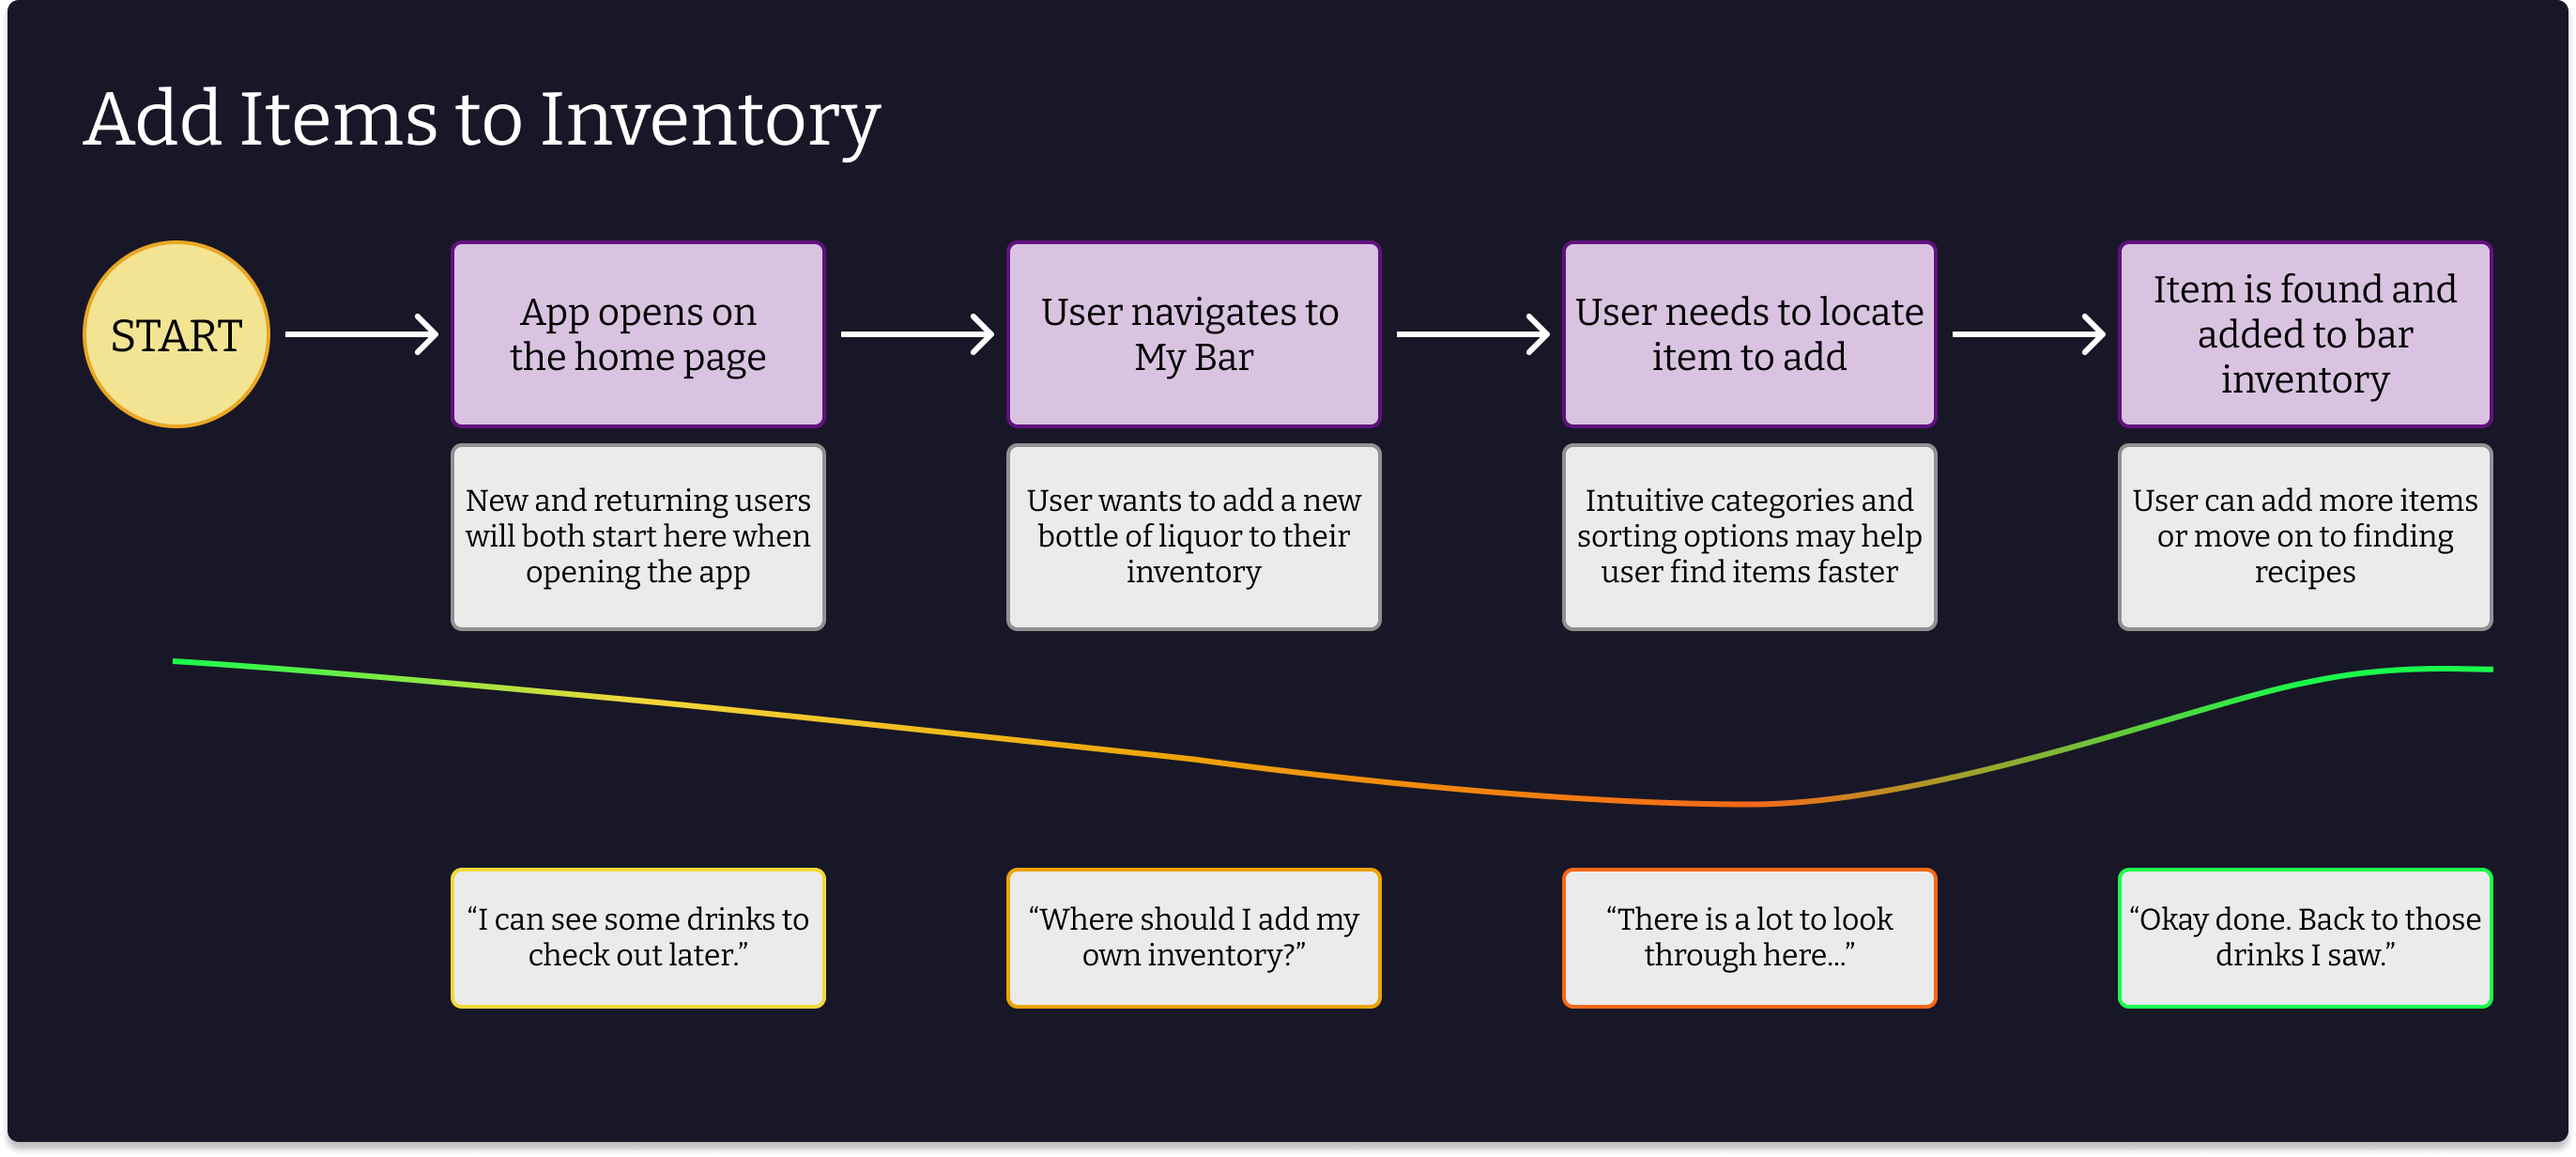 Add Items to Inventory
START
App opens on
the home page
User navigates to
My Bar
User needs to locate
item to add
Item is found and
added to bar
inventory
New and returning users
will both start here when
opening the app
User wants to add a new
bottle of liquor to their
inventory
Intuitive categories and
sorting options may help
user find items faster
User can add more items
or move on to finding
recipes
“I can see some drinks to
check out later.”
“Where should I add my
own inventory?”
“There is a lot to look
through here...”
“Okay done. Back to those
drinks I saw.”